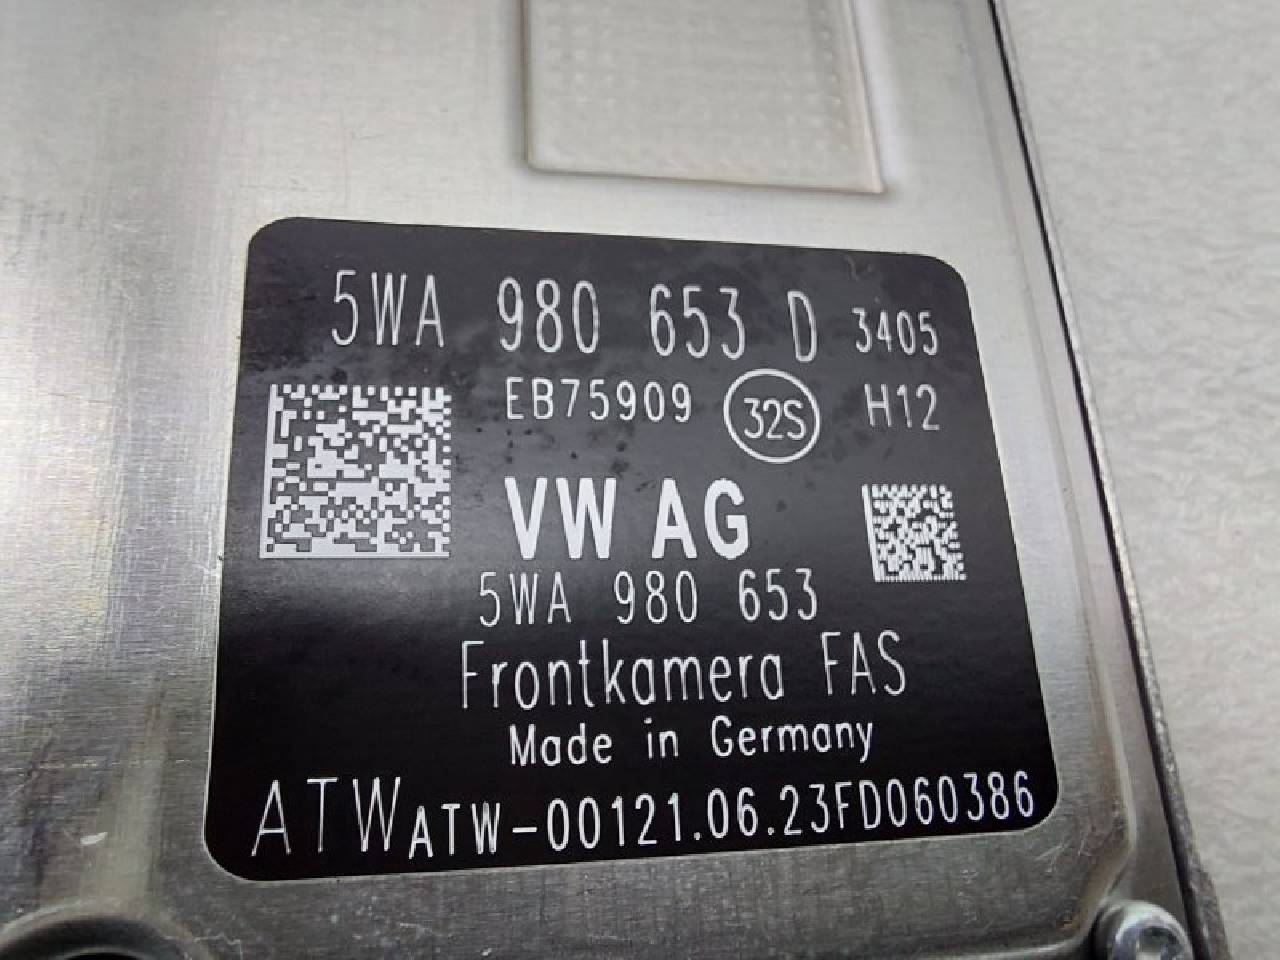 5WA 980 653 D 3405
EB75909 32S H12
VW AG
5WA 980 653
Frontkamera FAS
Made in Germany
ATW ATW-00121.06.23FD060386